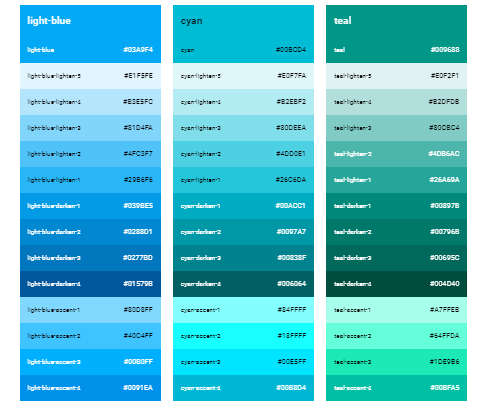 light-blue
light-blue #03A9F4
light-blue-lighten-5 #E1F5FE
light-blue-lighten-4 #B3E5FC
light-blue-lighten-3 #81D4FA
light-blue-lighten-2 #4FC3F7
light-blue-lighten-1 #29B6F6
light-blue-darken-1 #039BE5
light-blue-darken-2 #0288D1
light-blue-darken-3 #0277BD
light-blue-darken-4 #01579B
light-blue-accent-1 #80D8FF
light-blue-accent-2 #40C4FF
light-blue-accent-3 #00B0FF
light-blue-accent-4 #0091EA
cyan
cyan #00BCD4
cyan-lighten-5 #E0F7FA
cyan-lighten-4 #B2EBF2
cyan-lighten-3 #80DEEA
cyan-lighten-2 #4DD0E1
cyan-lighten-1 #26C6DA
cyan-darken-1 #00ACC1
cyan-darken-2 #0097A7
cyan-darken-3 #00838F
cyan-darken-4 #006064
cyan-accent-1 #84FFFF
cyan-accent-2 #18FFFF
cyan-accent-3 #00E5FF
cyan-accent-4 #00B8D4
teal
teal #009688
teal-lighten-5 #E0F2F1
teal-lighten-4 #B2DFDB
teal-lighten-3 #80CBC4
teal-lighten-2 #4DB6AC
teal-lighten-1 #26A69A
teal-darken-1 #00897B
teal-darken-2 #00796B
teal-darken-3 #00695C
teal-darken-4 #004D40
teal-accent-1 #A7FFEB
teal-accent-2 #64FFDA
teal-accent-3 #1DE9B6
teal-accent-4 #00BFA5